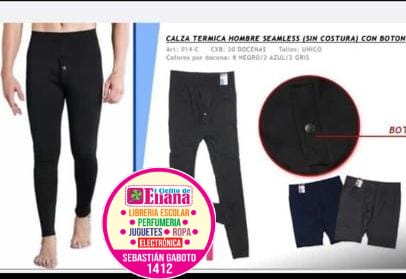 CALZA TERMICA HOMBRE SEAMLESS (SIN COSTURA) CON BOTON
Art: 014-C CXB: 30 DOCENAS Talles: UNICO
Colores por docena: 8 NEGRO/2 AZUL/2 GRIS
BOT
El Cielito de
Eliana
• LIBRERIA ESCOLAR •
• PERFUMERIA •
JUGUETES • ROPA
• ELECTRÓNICA •
SEBASTIÁN GABOTO
1412